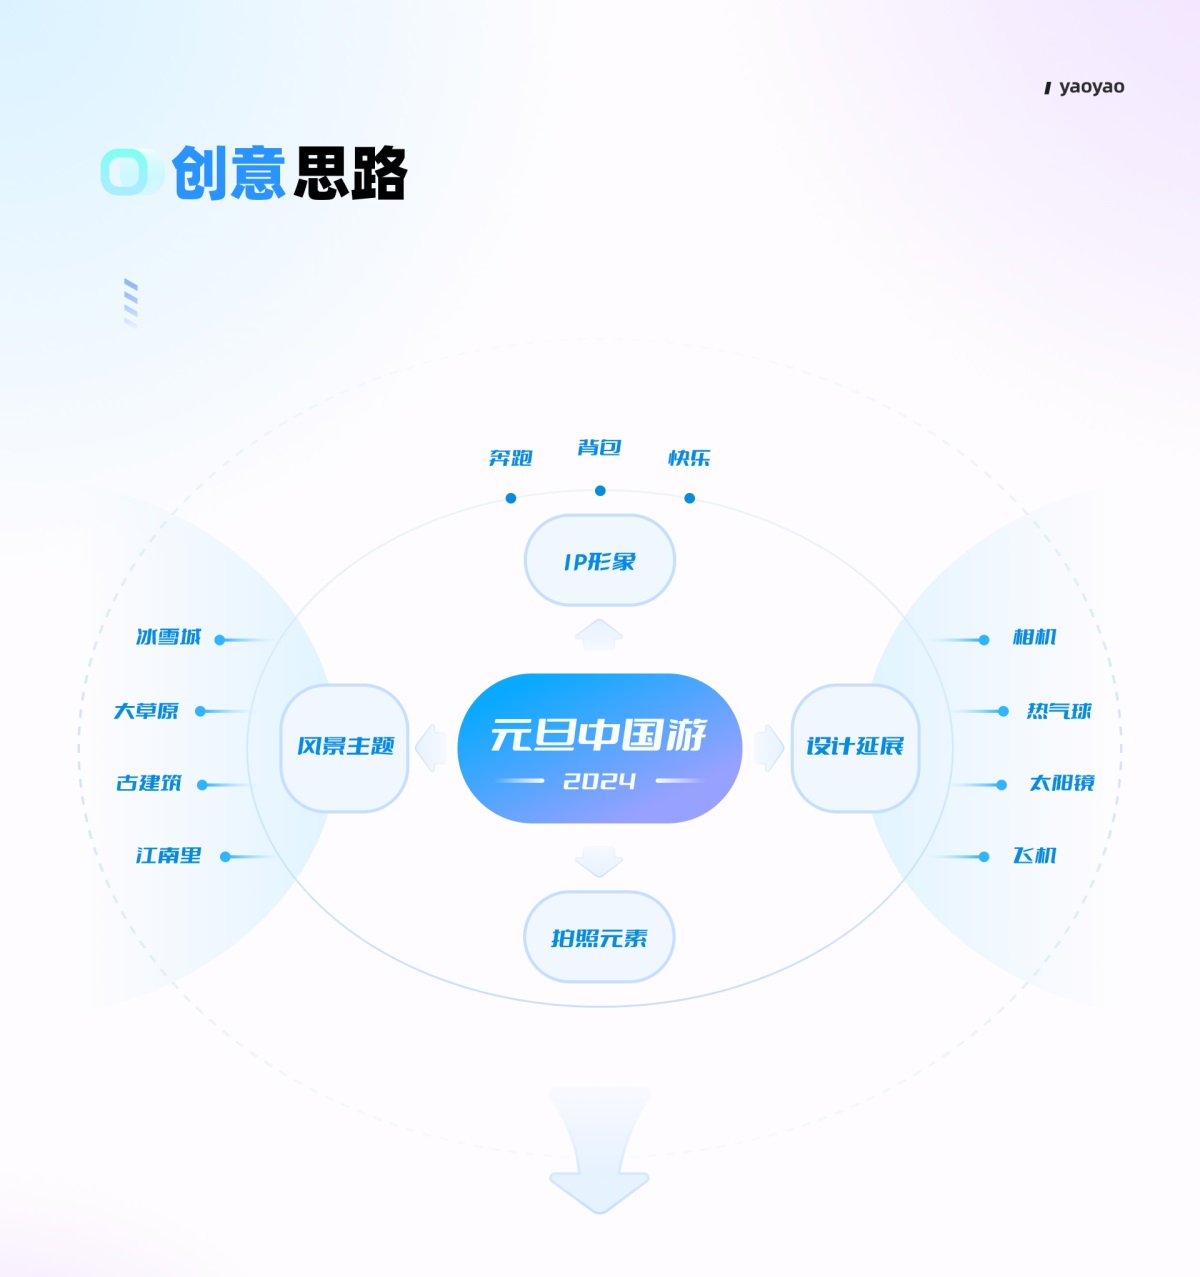 yaoyao
创意思路
背包
奔跑
快乐
IP形象
冰雪城
相机
大草原
热气球
风景主题
元旦中国游
设计延展
2024
古建筑
太阳镜
江南里
飞机
拍照元素